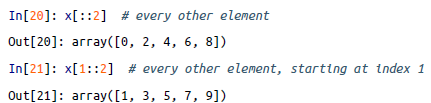 In[20]: x[::2]  # every other element
Out[20]: array([0, 2, 4, 6, 8])
In[21]: x[1::2]  # every other element, starting at index 1
Out[21]: array([1, 3, 5, 7, 9])